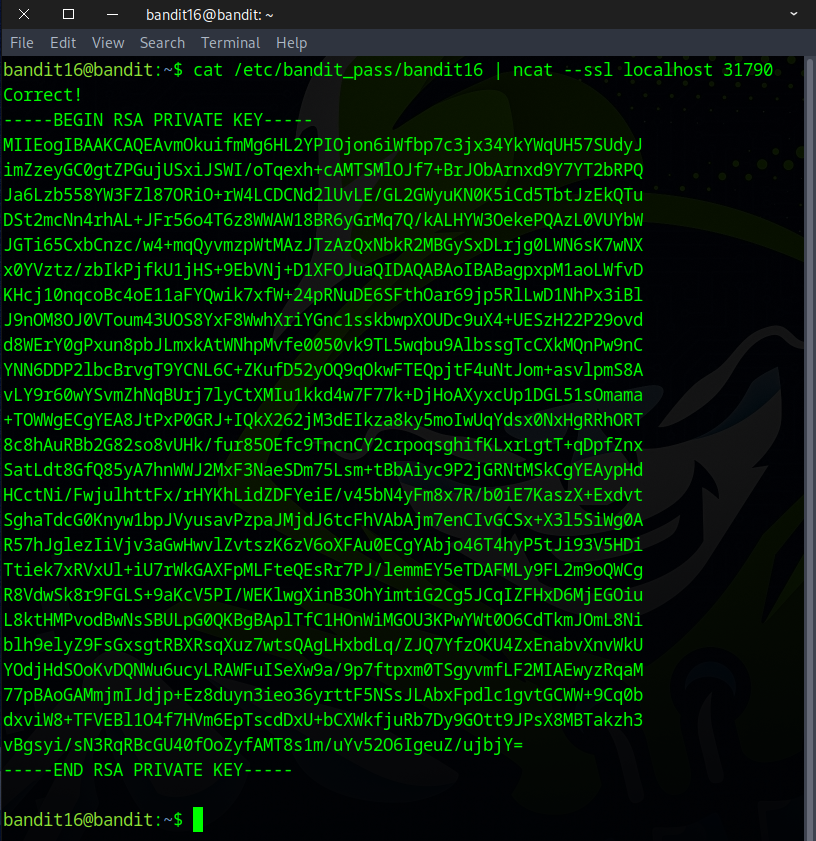 bandit16@bandit: ~
File Edit View Search Terminal Help
bandit16@bandit:~$ cat /etc/bandit_pass/bandit16 | ncat --ssl localhost 31790
Correct!
-----BEGIN RSA PRIVATE KEY-----
MIIEogIBAAKCAQEAvmOkuifmMg6HL2YPIOjon6iWfbp7c3jx34YkYWqUH57SUdyJ
imZzeyGC0gtZPGujUSxiJSWI/oTqexh+cAMTSMlOJf7+BrJObArnxd9Y7YT2bRPQ
Ja6Lzb558YW3FZl87ORiO+rW4LCDCNd2lUvLE/GL2GWyuKN0K5iCd5TbtJzEkQTu
DSt2mcNn4rhAL+JFr56o4T6z8WWAW18BR6yGrMq7Q/kALHYW3OekePQAzL0VUYbW
JGTi65CxbCnzc/w4+mqQyvmzpWtMAzJTzAzQxNbkR2MBGySxDLrjg0LWN6sK7wNX
x0YVztz/zbIkPjfkU1jHS+9EbVNj+D1XFOJuaQIDAQABAoIBABagpxpM1aoLWfvD
KHcj10nqcoBc4oE11aFYQwik7xfW+24pRNuDE6SFthOar69jp5RlLwD1NhPx3iBl
J9nOM8OJ0VToum43UOS8YxF8WwhXriYGnc1sskbwpXOUDc9uX4+UESzH22P29ovd
d8WErY0gPxun8pbJLmxkAtWNhpMvfe0050vk9TL5wqbu9AlbssgTcCXkMQnPw9nC
YNN6DDP2lbcBrvgT9YCNL6C+ZKufD52yOQ9qOkwFTEQpjtF4uNtJom+asvlpmS8A
vLY9r60wYSvmZhNqBUrj7lyCtXMIu1kkd4w7F77k+DjHoAXyxcUp1DGL51sOmama
+TOWWgECgYEA8JtPxP0GRJ+IQkX262jM3dEIkza8ky5moIwUqYdsx0NxHgRRhORT
8c8hAuRBb2G82so8vUHk/fur85OEfc9TncnCY2crpoqsghifKLxrLgtT+qDpfZnx
SatLdt8GfQ85yA7hnWWJ2MxF3NaeSDm75Lsm+tBbAiyc9P2jGRNtMSkCgYEAypHd
HCctNi/FwjulhttFx/rHYKhLidZDFYeiE/v45bN4yFm8x7R/b0iE7KaszX+Exdvt
SghaTdcG0Knyw1bpJVyusavPzpaJMjdJ6tcFhVAbAjm7enCIvGCSx+X3l5SiWg0A
R57hJglezIiVjv3aGwHwvlZvtszK6zV6oXFAu0ECgYAbjo46T4hyP5tJi93V5HDi
Ttiek7xRVxUl+iU7rWkGAXFpMLFteQEsRr7PJ/lemmEY5eTDAFMLy9FL2m9oQWCg
R8VdwSk8r9FGLS+9aKcV5PI/WEKlwgXinB3OhYimtiG2Cg5JCqIZFHxD6MjEGOiu
L8ktHMPvodBwNsSBULpG0QKBgBAplTfC1HOnWiMGOU3KPwYWt0O6CdTkmJOmL8Ni
blh9elyZ9FsGxsgtRBXRsqXuz7wtsQAgLHxbdLq/ZJQ7YfzOKU4ZxEnabvXnvWkU
YOdjHdSOoKvDQNWu6ucyLRAWFuISeXw9a/9p7ftpxm0TSgyvmfLF2MIAEwyzRqaM
77pBAoGAMmjmIJdjp+Ez8duyn3ieo36yrttF5NSsJLAbxFpdlc1gvtGCWW+9Cq0b
dxviW8+TFVEBl1O4f7HVm6EpTscdDxU+bCXWkfjuRb7Dy9GOtt9JPsX8MBTakzh3
vBgsyi/sN3RqRBcGU40fOoZyfAMT8s1m/uYv52O6IgeuZ/ujbjY=
-----END RSA PRIVATE KEY-----
bandit16@bandit:~$